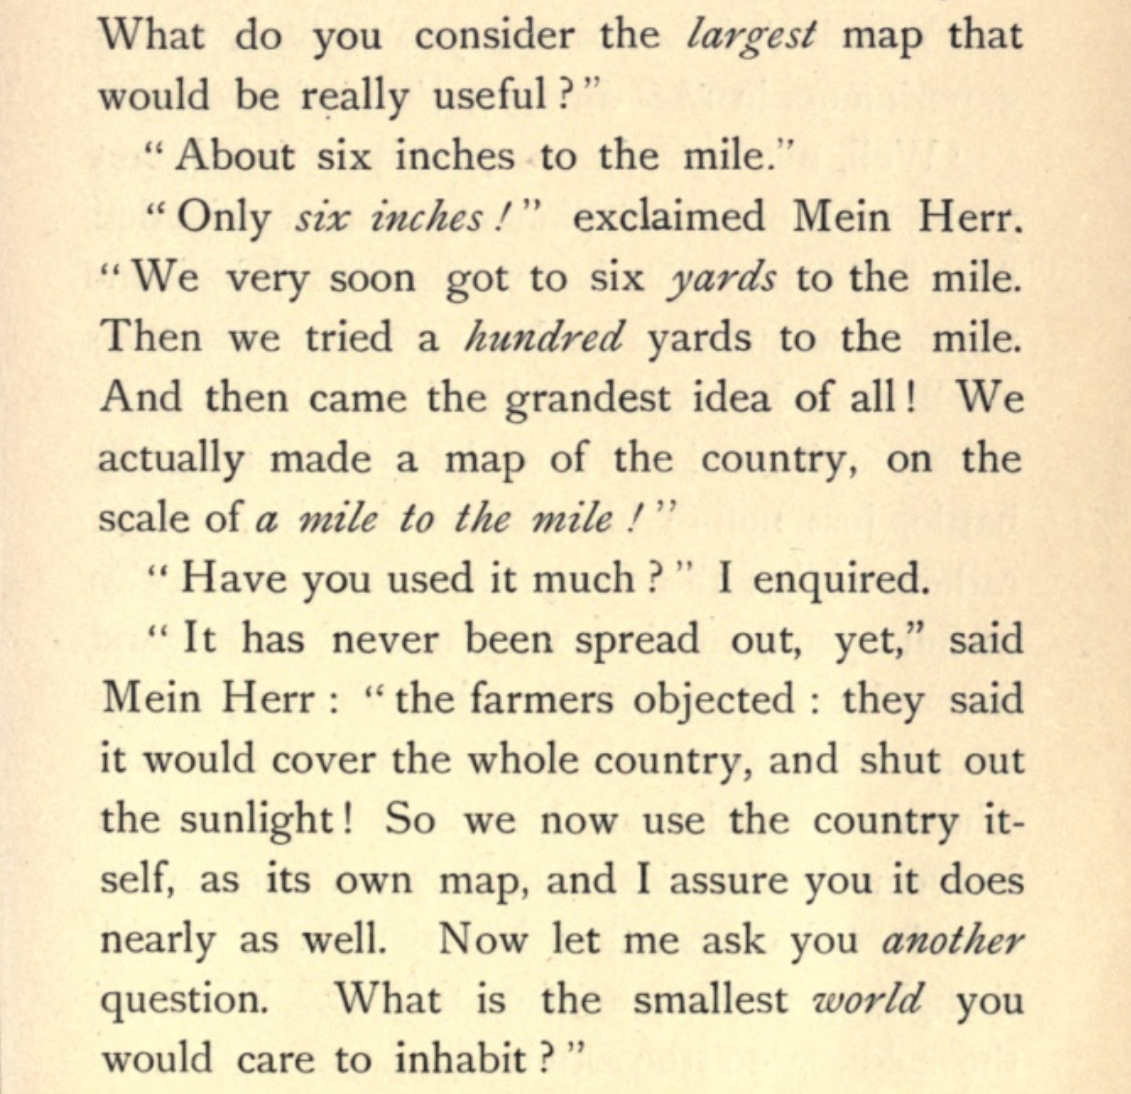 What do you consider the largest map that
would be really useful?”
“About six inches to the mile.”
“Only six inches!” exclaimed Mein Herr.
“We very soon got to six yards to the mile.
Then we tried a hundred yards to the mile.
And then came the grandest idea of all! We
actually made a map of the country, on the
scale of a mile to the mile!”
“Have you used it much?” I enquired.
“It has never been spread out, yet,” said
Mein Herr: “the farmers objected: they said
it would cover the whole country, and shut out
the sunlight! So we now use the country it-
self, as its own map, and I assure you it does
nearly as well. Now let me ask you another
question. What is the smallest world you
would care to inhabit?”